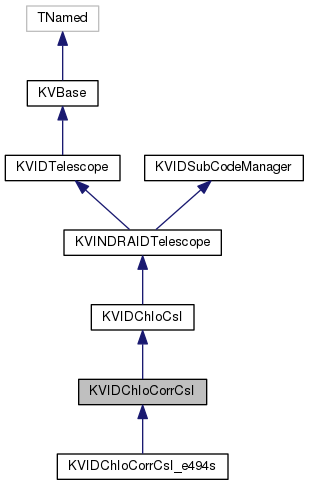 TNamed
KVBase
KVIDTelescope
KVIDSubCodeManager
KVINDRAIDTelescope
KVIDChIoCsI
KVIDChIoCorrCsI
KVIDChIoCorrCsI_e494s